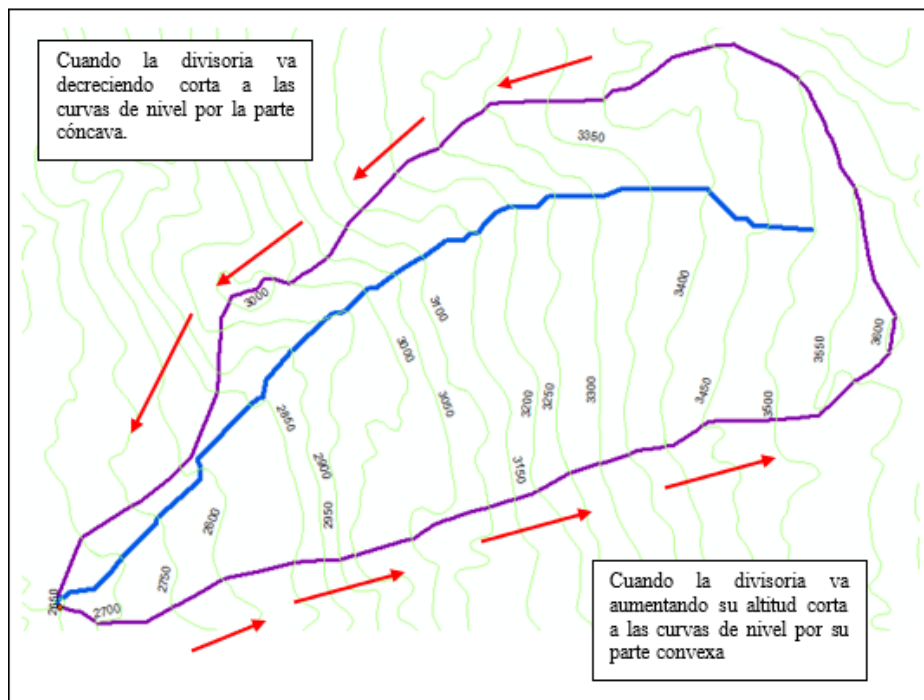 Cuando la divisoria va
decreciendo corta a las
curvas de nivel por la parte
cóncava.
3350
3000
3400
3100
3600
3000
3550
3050
3200
3250
3300
3450
3500
2850
2900
3150
2950
2800
2750
2700
2650
Cuando la divisoria va
aumentando su altitud corta
a las curvas de nivel por su
parte convexa